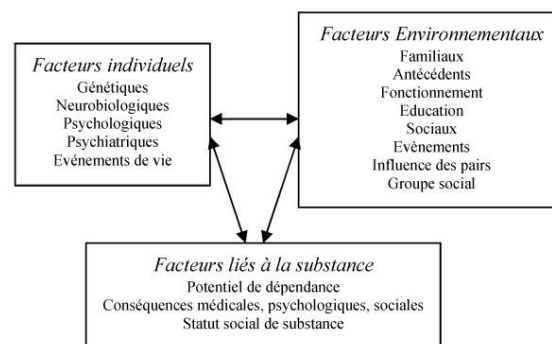 Facteurs individuels
Génétiques
Neurobiologiques
Psychologiques
Psychiatriques
Evénements de vie
Facteurs Environnementaux
Familiaux
Antécédents
Fonctionnement
Education
Sociaux
Evènements
Influence des pairs
Groupe social
Facteurs liés à la substance
Potentiel de dépendance
Conséquences médicales, psychologiques, sociales
Statut social de substance